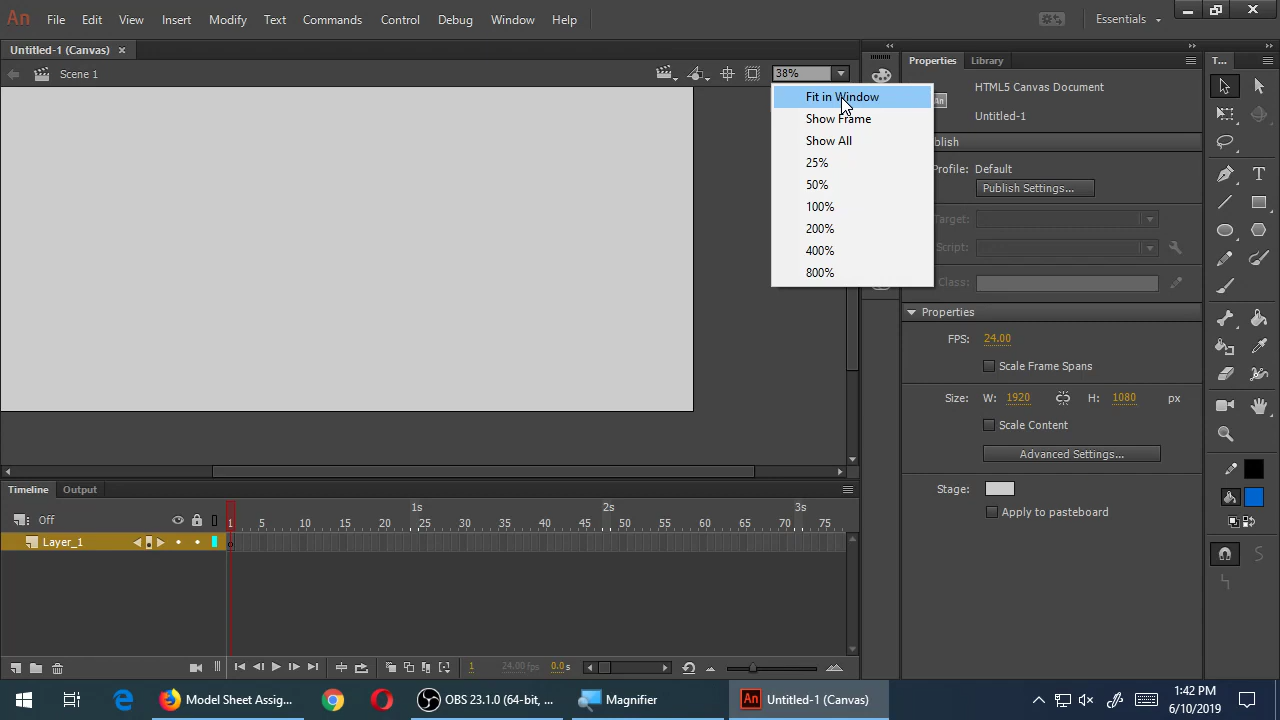 An File Edit View Insert Modify Text Commands Control Debug Window Help Essentials
Untitled-1 (Canvas) ×
Scene 1
38%
Fit in Window
Show Frame
Show All
25%
50%
100%
200%
400%
800%
Properties Library
T...
An
HTML5 Canvas Document
Untitled-1
blish
Profile: Default
Publish Settings...
Target:
Script:
Class:
Properties
FPS: 24.00
Scale Frame Spans
Size: W: 1920 H: 1080 px
Scale Content
Advanced Settings...
Stage:
Apply to pasteboard
Timeline Output
1s 2s 3s
Off 1 5 10 15 20 25 30 35 40 45 50 55 60 65 70 75
Layer_1
1 24.00 fps 0.0 s
Model Sheet Assig...
OBS 23.1.0 (64-bit, ...
Magnifier
An Untitled-1 (Canvas)
1:12 PM
6/10/2019